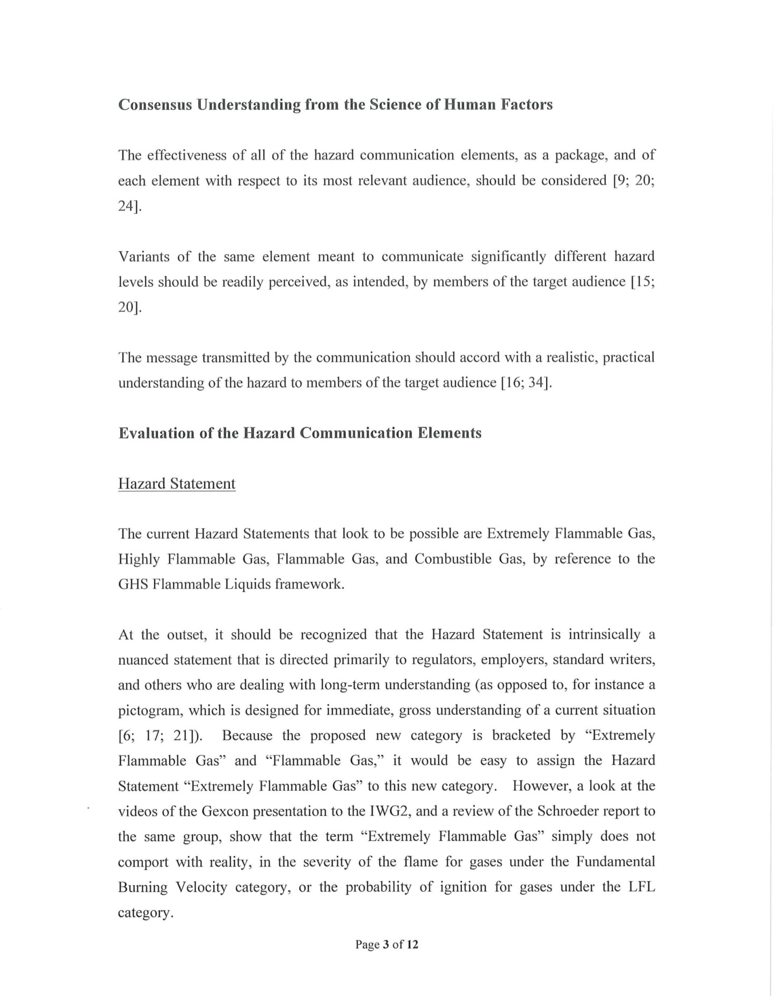 Consensus Understanding from the Science of Human Factors
The effectiveness of all of the hazard communication elements, as a package, and of
each element with respect to its most relevant audience, should be considered [9; 20;
24].
Variants of the same element meant to communicate significantly different hazard
levels should be readily perceived, as intended, by members of the target audience [15;
20].
The message transmitted by the communication should accord with a realistic, practical
understanding of the hazard to members of the target audience [16; 34].
Evaluation of the Hazard Communication Elements
Hazard Statement
The current Hazard Statements that look to be possible are Extremely Flammable Gas,
Highly Flammable Gas, Flammable Gas, and Combustible Gas, by reference to the
GHS Flammable Liquids framework.
At the outset, it should be recognized that the Hazard Statement is intrinsically a
nuanced statement that is directed primarily to regulators, employers, standard writers,
and others who are dealing with long-term understanding (as opposed to, for instance a
pictogram, which is designed for immediate, gross understanding of a current situation
[6; 17; 21]). Because the proposed new category is bracketed by “Extremely
Flammable Gas” and “Flammable Gas,” it would be easy to assign the Hazard
Statement “Extremely Flammable Gas” to this new category. However, a look at the
videos of the Gexcon presentation to the IWG2, and a review of the Schroeder report to
the same group, show that the term “Extremely Flammable Gas” simply does not
comport with reality, in the severity of the flame for gases under the Fundamental
Burning Velocity category, or the probability of ignition for gases under the LFL
category.
Page 3 of 12